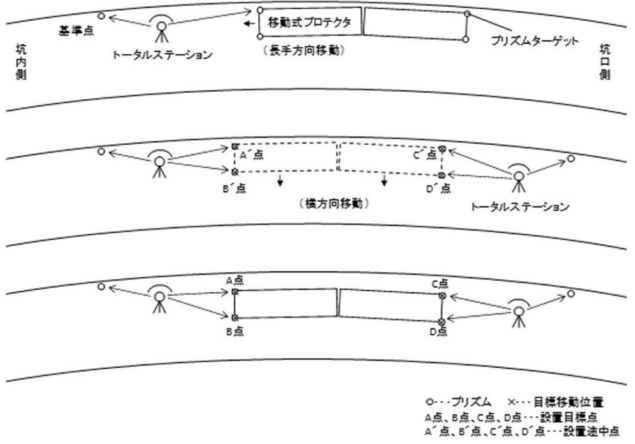 基準点
トータルステーション
移動式プロテクタ
（長手方向移動）
プリズムターゲット
坑内側
坑口側
A´点
B´点
C´点
D´点
（横方向移動）
トータルステーション
A点
B点
C点
D点
○･･･プリズム ×･･･目標移動位置
A点、B点、C点、D点･･･設置目標点
A´点、B´点、C´点、D´点･･･設置途中点